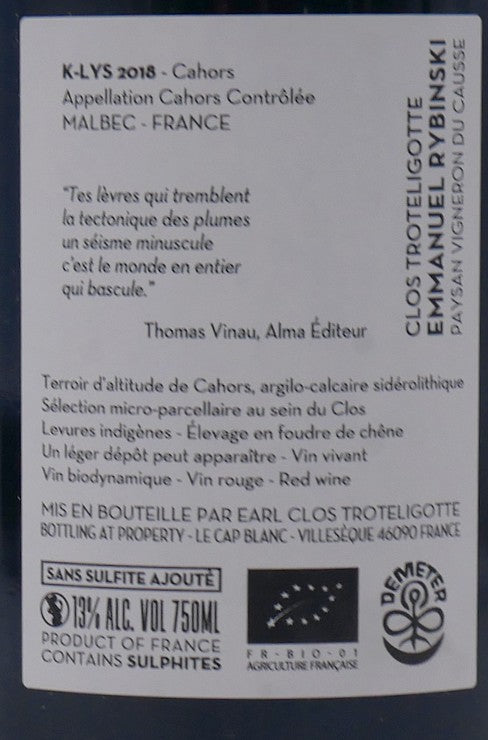 K-LYS 2018 - Cahors
Appellation Cahors Contrôlée
MALBEC - FRANCE
CLOS TROTELIGOTTE
EMMANUEL RYBINSKI
PAYSAN VIGNERON DU CAUSSE
"Tes lèvres qui tremblent
la tectonique des plumes
un séisme minuscule
c'est le monde en entier
qui bascule."
Thomas Vinau, Alma Éditeur
Terroir d'altitude de Cahors, argilo-calcaire sidérolithique
Sélection micro-parcellaire au sein du Clos
Levures indigènes - Élevage en foudre de chêne
Un léger dépôt peut apparaître - Vin vivant
Vin biodynamique - Vin rouge - Red wine
MIS EN BOUTEILLE PAR EARL CLOS TROTELIGOTTE
BOTTLING AT PROPERTY - LE CAP BLANC - VILLESÈQUE 46090 FRANCE
SANS SULFITE AJOUTÉ
13% ALC. VOL 750ML
PRODUCT OF FRANCE
CONTAINS SULPHITES
FR-BIO-01
AGRICULTURE FRANÇAISE
DEMETER